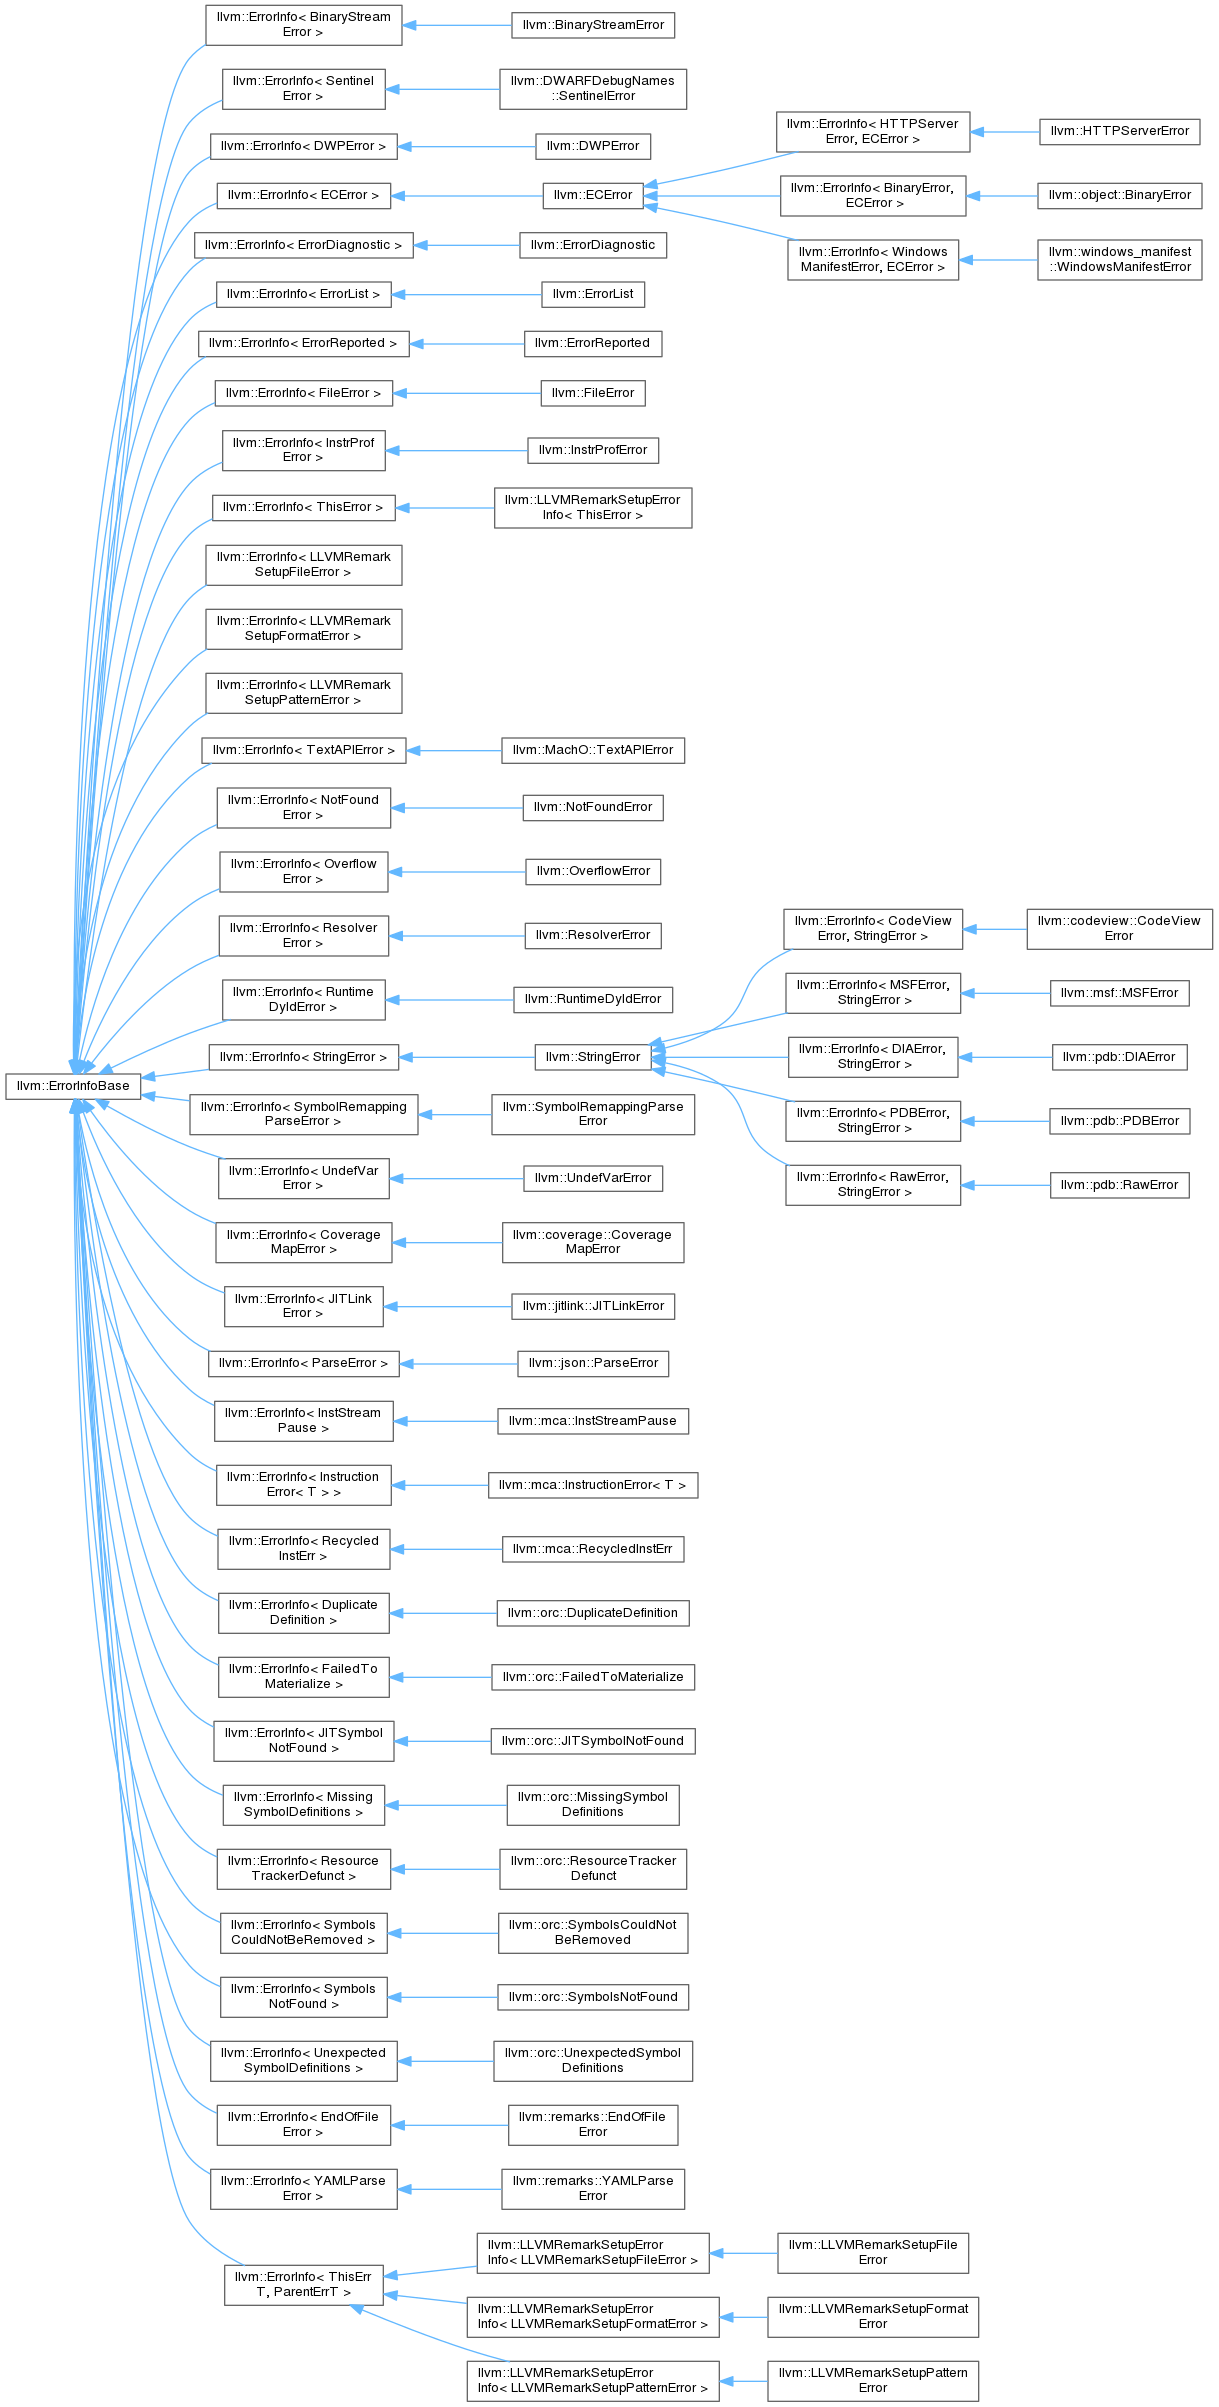 llvm::ErrorInfo< BinaryStream
Error >
llvm::BinaryStreamError
llvm::ErrorInfo< Sentinel
Error >
llvm::DWARFDebugNames
::SentinelError
llvm::ErrorInfo< HTTPServer
Error, ECError >
llvm::HTTPServerError
llvm::ErrorInfo< DWPError >
llvm::DWPError
llvm::ErrorInfo< ECError >
llvm::ECError
llvm::ErrorInfo< BinaryError,
ECError >
llvm::object::BinaryError
llvm::ErrorInfo< ErrorDiagnostic >
llvm::ErrorDiagnostic
llvm::ErrorInfo< Windows
ManifestError, ECError >
llvm::windows_manifest
::WindowsManifestError
llvm::ErrorInfo< ErrorList >
llvm::ErrorList
llvm::ErrorInfo< ErrorReported >
llvm::ErrorReported
llvm::ErrorInfo< FileError >
llvm::FileError
llvm::ErrorInfo< InstrProf
Error >
llvm::InstrProfError
llvm::ErrorInfo< ThisError >
llvm::LLVMRemarkSetupError
Info< ThisError >
llvm::ErrorInfo< LLVMRemark
SetupFileError >
llvm::ErrorInfo< LLVMRemark
SetupFormatError >
llvm::ErrorInfo< LLVMRemark
SetupPatternError >
llvm::ErrorInfo< TextAPIError >
llvm::MachO::TextAPIError
llvm::ErrorInfo< NotFound
Error >
llvm::NotFoundError
llvm::ErrorInfo< Overflow
Error >
llvm::OverflowError
llvm::ErrorInfo< Resolver
Error >
llvm::ResolverError
llvm::ErrorInfo< CodeView
Error, StringError >
llvm::codeview::CodeView
Error
llvm::ErrorInfo< Runtime
DyldError >
llvm::RuntimeDyldError
llvm::ErrorInfo< MSFError,
StringError >
llvm::msf::MSFError
llvm::ErrorInfo< StringError >
llvm::StringError
llvm::ErrorInfo< DIAError,
StringError >
llvm::pdb::DIAError
llvm::ErrorInfoBase
llvm::ErrorInfo< SymbolRemapping
ParseError >
llvm::SymbolRemappingParse
Error
llvm::ErrorInfo< PDBError,
StringError >
llvm::pdb::PDBError
llvm::ErrorInfo< UndefVar
Error >
llvm::UndefVarError
llvm::ErrorInfo< RawError,
StringError >
llvm::pdb::RawError
llvm::ErrorInfo< Coverage
MapError >
llvm::coverage::Coverage
MapError
llvm::ErrorInfo< JITLink
Error >
llvm::jitlink::JITLinkError
llvm::ErrorInfo< ParseError >
llvm::json::ParseError
llvm::ErrorInfo< InstStream
Pause >
llvm::mca::InstStreamPause
llvm::ErrorInfo< Instruction
Error< T > >
llvm::mca::InstructionError< T >
llvm::ErrorInfo< Recycled
InstErr >
llvm::mca::RecycledInstErr
llvm::ErrorInfo< Duplicate
Definition >
llvm::orc::DuplicateDefinition
llvm::ErrorInfo< FailedTo
Materialize >
llvm::orc::FailedToMaterialize
llvm::ErrorInfo< JITSymbol
NotFound >
llvm::orc::JITSymbolNotFound
llvm::ErrorInfo< Missing
SymbolDefinitions >
llvm::orc::MissingSymbol
Definitions
llvm::ErrorInfo< Resource
TrackerDefunct >
llvm::orc::ResourceTracker
Defunct
llvm::ErrorInfo< Symbols
CouldNotBeRemoved >
llvm::orc::SymbolsCouldNot
BeRemoved
llvm::ErrorInfo< Symbols
NotFound >
llvm::orc::SymbolsNotFound
llvm::ErrorInfo< Unexpected
SymbolDefinitions >
llvm::orc::UnexpectedSymbol
Definitions
llvm::ErrorInfo< EndOfFile
Error >
llvm::remarks::EndOfFile
Error
llvm::ErrorInfo< YAMLParse
Error >
llvm::remarks::YAMLParse
Error
llvm::ErrorInfo< ThisErr
T, ParentErrT >
llvm::LLVMRemarkSetupError
Info< LLVMRemarkSetupFileError >
llvm::LLVMRemarkSetupFile
Error
llvm::LLVMRemarkSetupError
Info< LLVMRemarkSetupFormatError >
llvm::LLVMRemarkSetupFormat
Error
llvm::LLVMRemarkSetupError
Info< LLVMRemarkSetupPatternError >
llvm::LLVMRemarkSetupPattern
Error